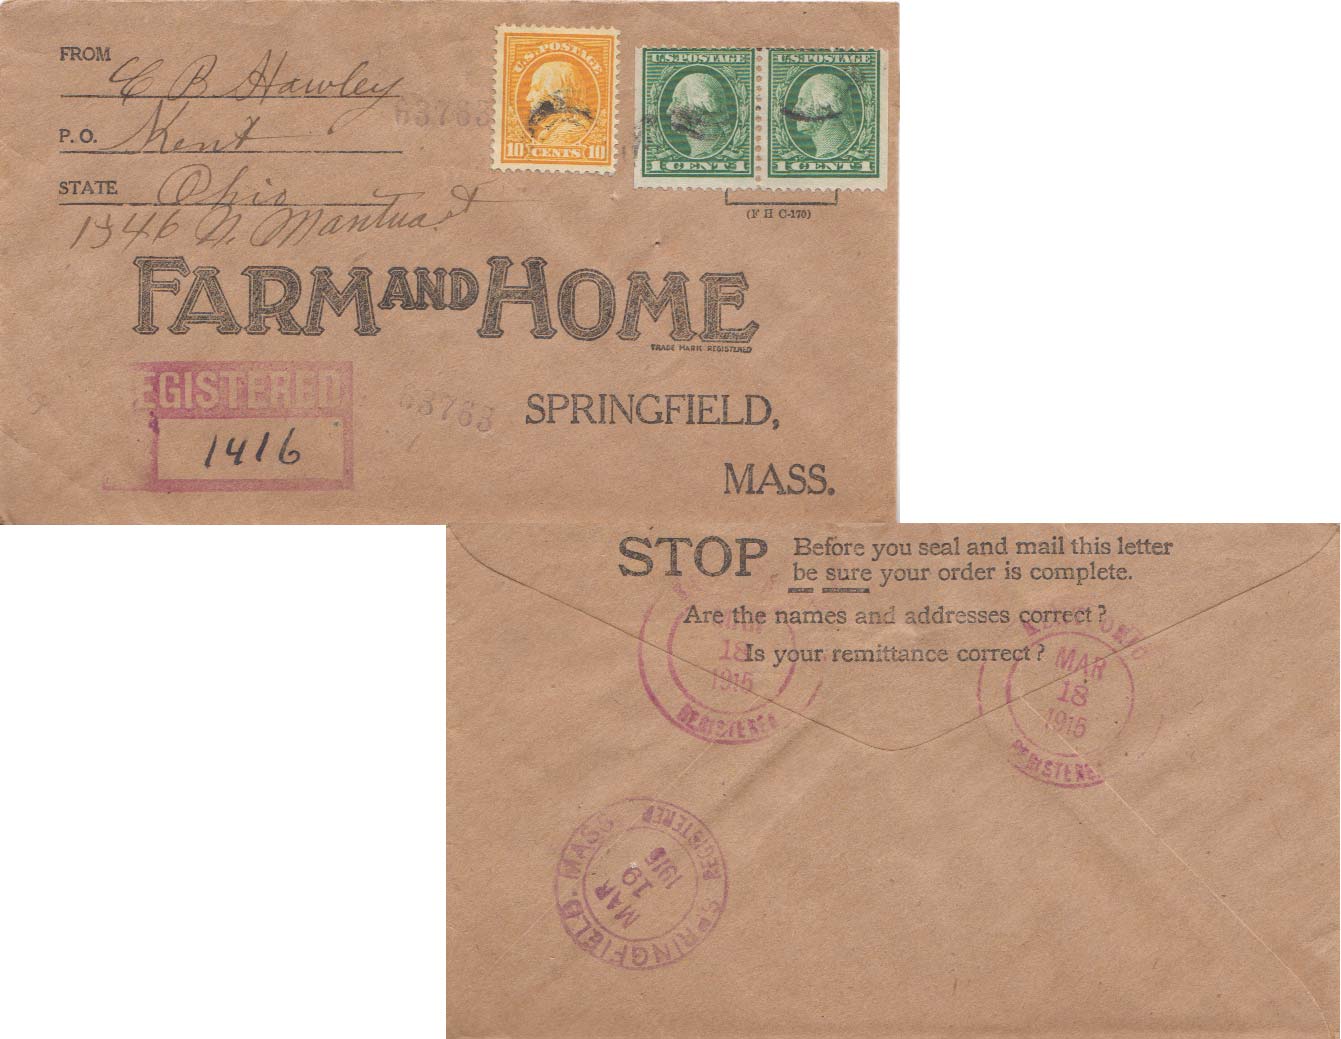 FROM C B Hawley
P.O. Kent
STATE Ohio
1346 N. Mantua St
63763
U.S. POSTAGE
10 CENTS 10
U.S. POSTAGE
1 CENT 1
U.S. POSTAGE
1 CENT 1
(F H C-170)
FARM AND HOME
TRADE MARK REGISTERED
REGISTERED
1416
63763
SPRINGFIELD,
MASS.
STOP Before you seal and mail this letter
be sure your order is complete.
Are the names and addresses correct?
Is your remittance correct?
18
1915
REGISTERED
KENT OHIO
MAR
18
1915
REGISTERED
SPRINGFIELD. MASS.
MAR
19
1915
REGISTERED